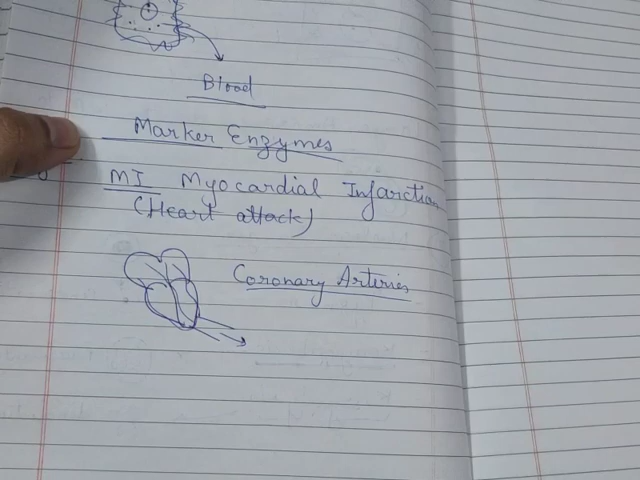 Blood
Marker Enzymes
MI Myocardial Infarction
(Heart attack)
Coronary Arteries